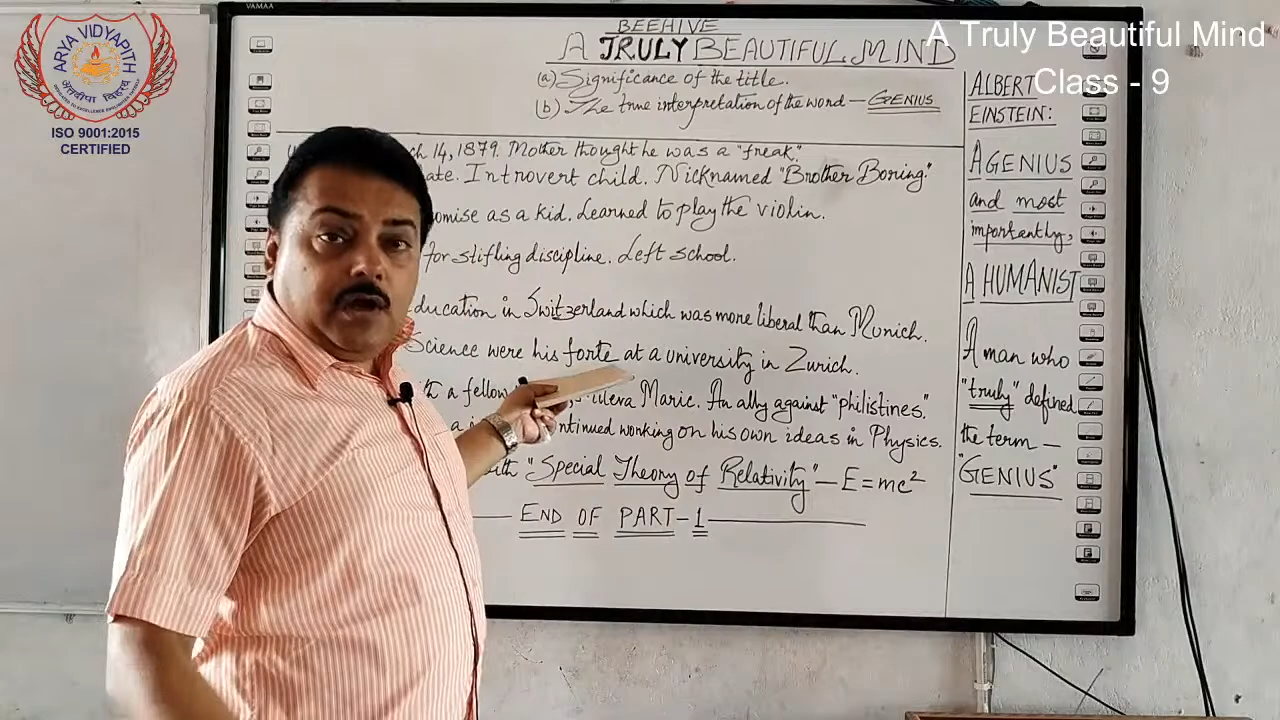 VAMAA
ARYA VIDYAPITH
ISO 9001:2015
CERTIFIED
A Truly Beautiful Mind
Class - 9
BEEHIVE
A TRULY BEAUTIFUL MIND
(a) Significance of the title.
(b) The true interpretation of the word — GENIUS
ch 14, 1879. Mother thought he was a "freak".
ate. Introvert child. Nicknamed "Brother Boring."
omise as a kid. Learned to play the violin.
for stifling discipline. Left school.
ducation in Switzerland which was more liberal than Munich.
Science were his forte at a university in Zurich.
th a fellow Maric. An ally against "philistines".
ntinued working on his own ideas in Physics.
with "Special Theory of Relativity" — E=mc²
END OF PART-1
ALBERT
EINSTEIN:
A GENIUS
and most
importantly,
A HUMANIST
A man who
"truly" defined
the term —
"GENIUS"